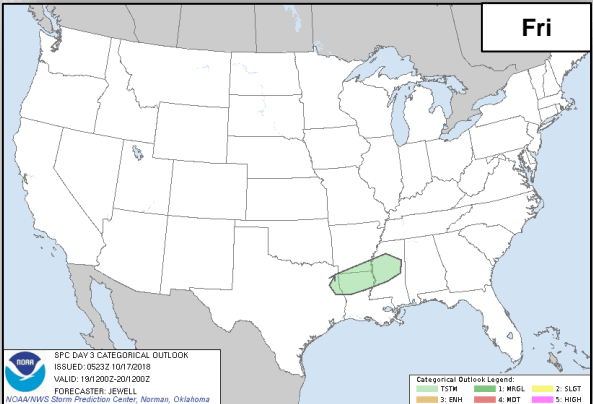 Fri
SPC DAY 3 CATEGORICAL OUTLOOK
ISSUED: 0523Z 10/17/2018
VALID: 19/1200Z-20/1200Z
FORECASTER: JEWELL
NOAA/NWS Storm Prediction Center, Norman, Oklahoma
NOAA
Categorical Outlook Legend:
TSTM 1: MRGL 2: SLGT
3: ENH 4: MDT 5: HIGH